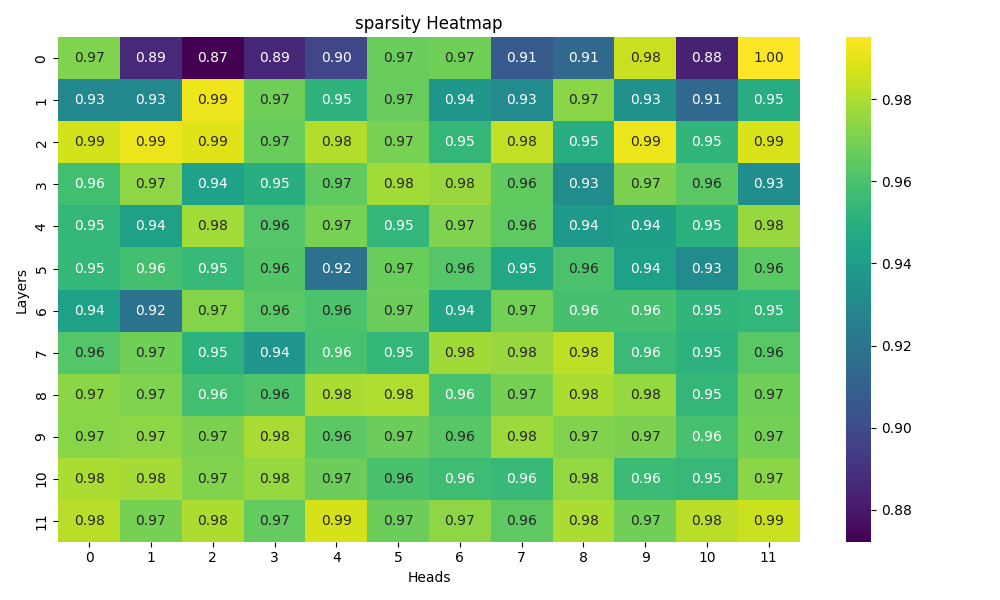 sparsity Heatmap
0 0.97 0.89 0.87 0.89 0.90 0.97 0.97 0.91 0.91 0.98 0.88 1.00
1 0.93 0.93 0.99 0.97 0.95 0.97 0.94 0.93 0.97 0.93 0.91 0.95
2 0.99 0.99 0.99 0.97 0.98 0.97 0.95 0.98 0.95 0.99 0.95 0.99
3 0.96 0.97 0.94 0.95 0.97 0.98 0.98 0.96 0.93 0.97 0.96 0.93
4 0.95 0.94 0.98 0.96 0.97 0.95 0.97 0.96 0.94 0.94 0.95 0.98
5 0.95 0.96 0.95 0.96 0.92 0.97 0.96 0.95 0.96 0.94 0.93 0.96
6 0.94 0.92 0.97 0.96 0.96 0.97 0.94 0.97 0.96 0.96 0.95 0.95
7 0.96 0.97 0.95 0.94 0.96 0.95 0.98 0.98 0.98 0.96 0.95 0.96
8 0.97 0.97 0.96 0.96 0.98 0.98 0.96 0.97 0.98 0.98 0.95 0.97
9 0.97 0.97 0.97 0.98 0.96 0.97 0.96 0.98 0.97 0.97 0.96 0.97
10 0.98 0.98 0.97 0.98 0.97 0.96 0.96 0.96 0.98 0.96 0.95 0.97
11 0.98 0.97 0.98 0.97 0.99 0.97 0.97 0.96 0.98 0.97 0.98 0.99
0 1 2 3 4 5 6 7 8 9 10 11
Heads
Layers
0.98
0.96
0.94
0.92
0.90
0.88